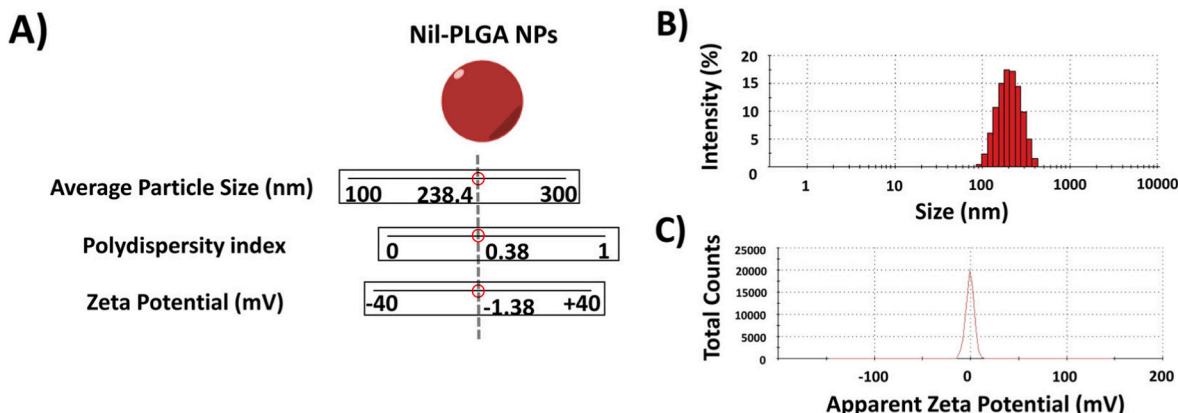 A)
Nil-PLGA NPs
Average Particle Size (nm)
100 238.4 300
Polydispersity index
0 0.38 1
Zeta Potential (mV)
-40 -1.38 +40
B)
Intensity (%)
20
15
10
5
0
1 10 100 1000 10000
Size (nm)
C)
Total Counts
25000
20000
15000
10000
5000
0
-100 0 100 200
Apparent Zeta Potential (mV)